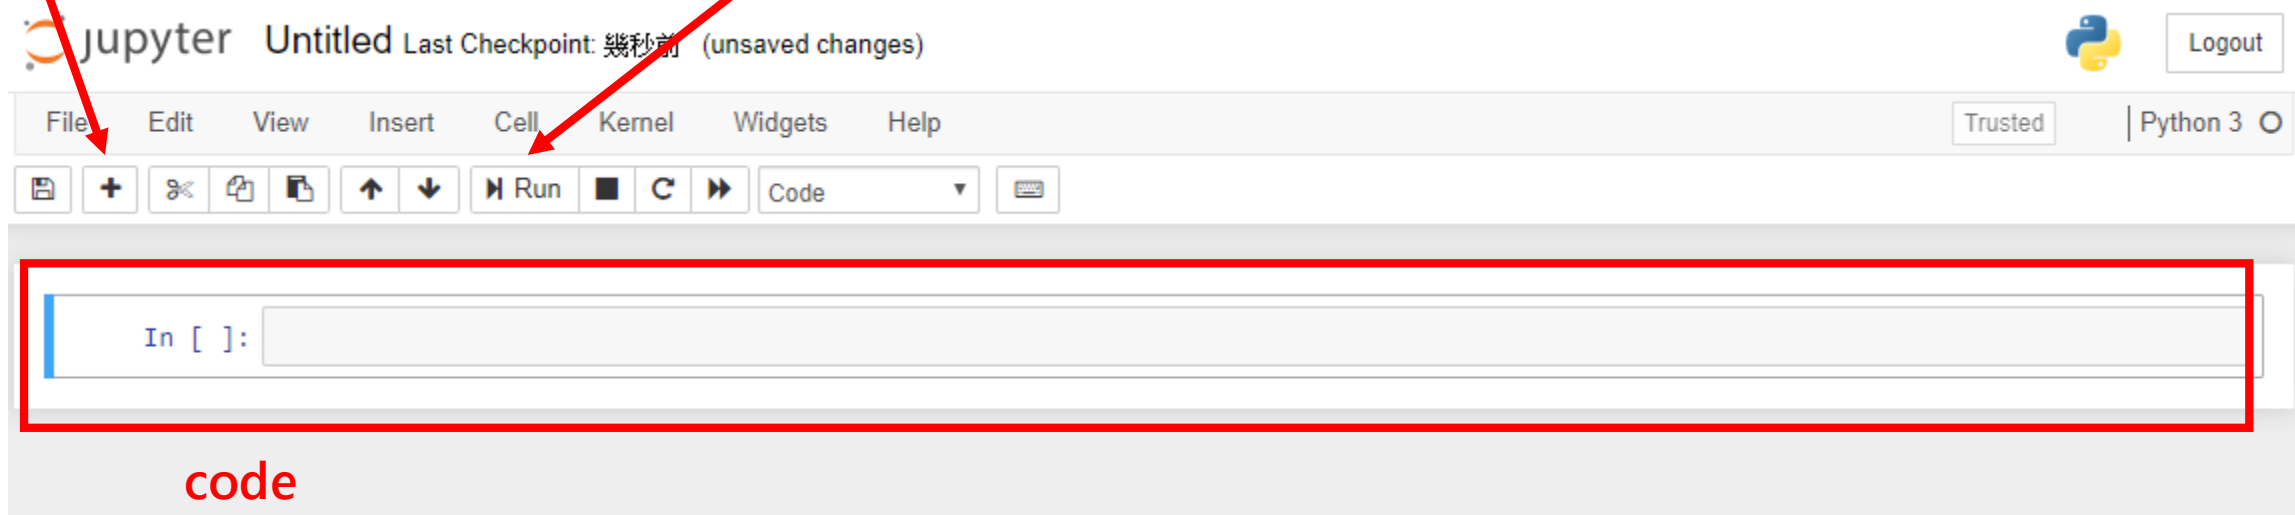 jupyter Untitled Last Checkpoint: 幾秒前 (unsaved changes) Logout
File Edit View Insert Cell Kernel Widgets Help Trusted Python 3
Run Code
In [ ]:
code